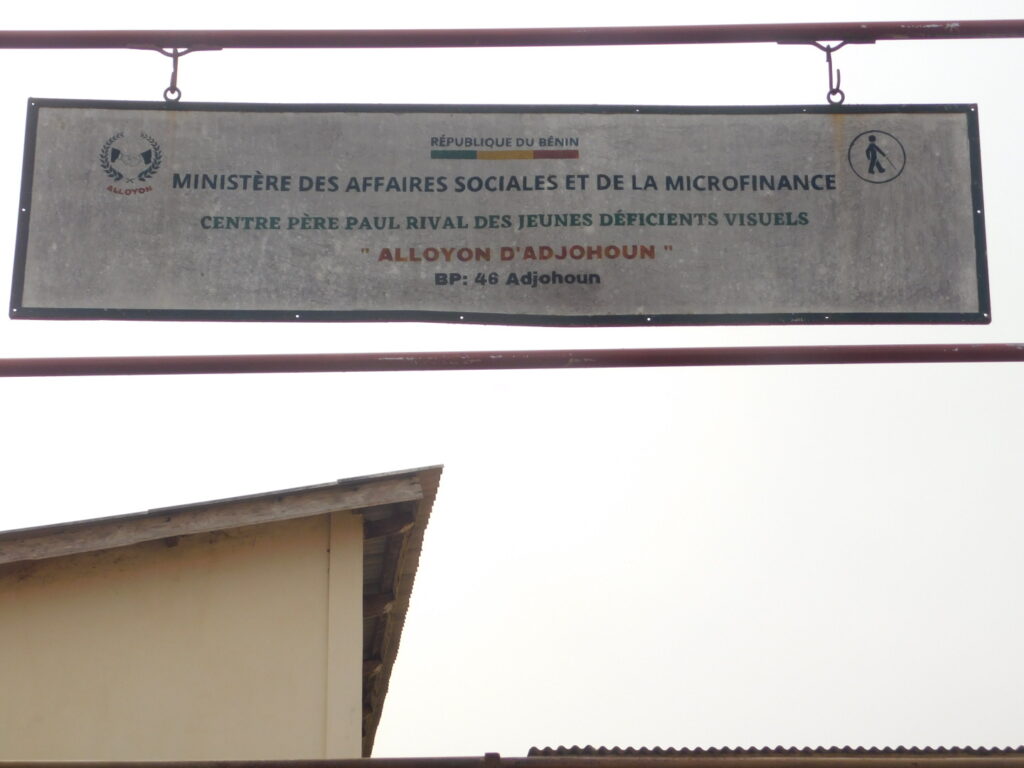 RÉPUBLIQUE DU BÉNIN
MINISTÈRE DES AFFAIRES SOCIALES ET DE LA MICROFINANCE
CENTRE PÈRE PAUL RIVAL DES JEUNES DÉFICIENTS VISUELS
" ALLOYON D'ADJOHOUN "
BP: 46 Adjohoun
ALLOYON